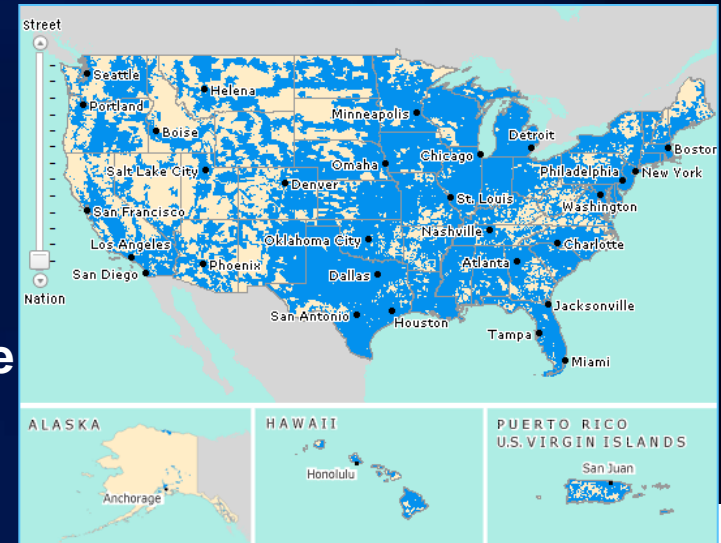 Street
Seattle
Helena
Portland
Minneapolis
Boise
Detroit
Boston
Chicago
Omaha
Philadelphia
New York
Salt Lake City
Denver
St. Louis
Washington
San Francisco
Nashville
Oklahoma City
Charlotte
Los Angeles
Atlanta
Phoenix
San Diego
Dallas
Nation
Jacksonville
San Antonio
Houston
Tampa
e
Miami
ALASKA
Anchorage
HAWAII
Honolulu
PUERTO RICO
U.S. VIRGIN ISLANDS
San Juan